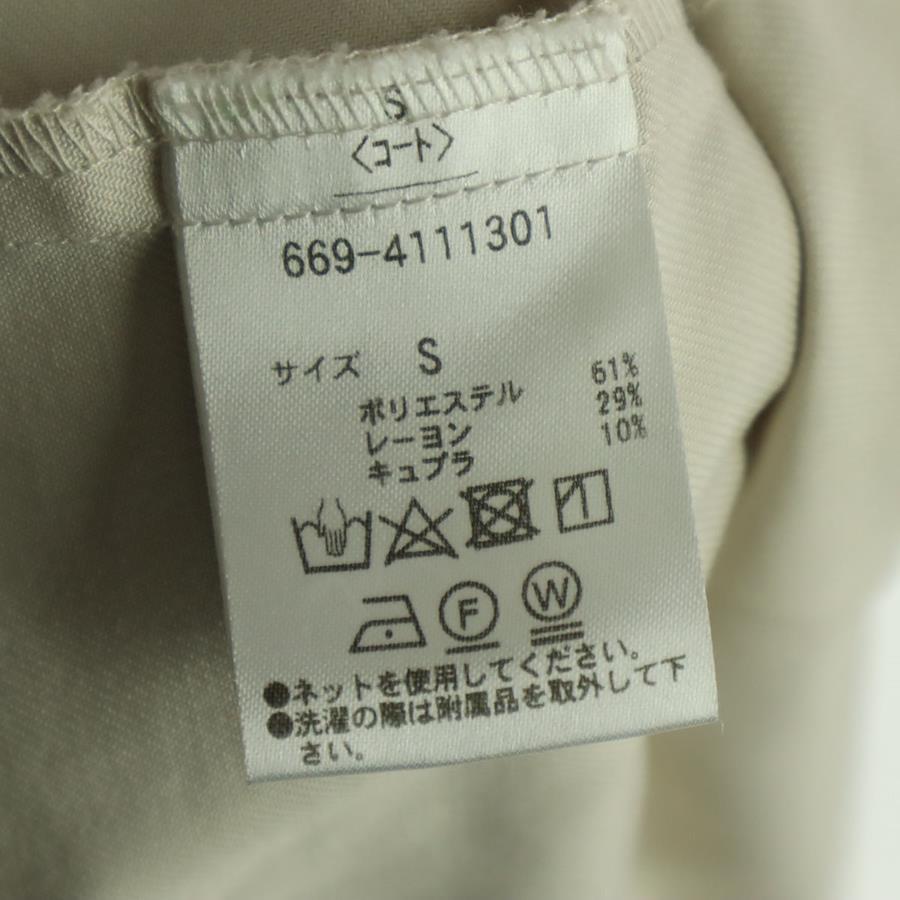 S
〈コート〉
669-4111301
サイズ S
ポリエステル 61%
レーヨン 29%
キュプラ 10%
F W
●ネットを使用してください。
●洗濯の際は附属品を取外して下
さい。